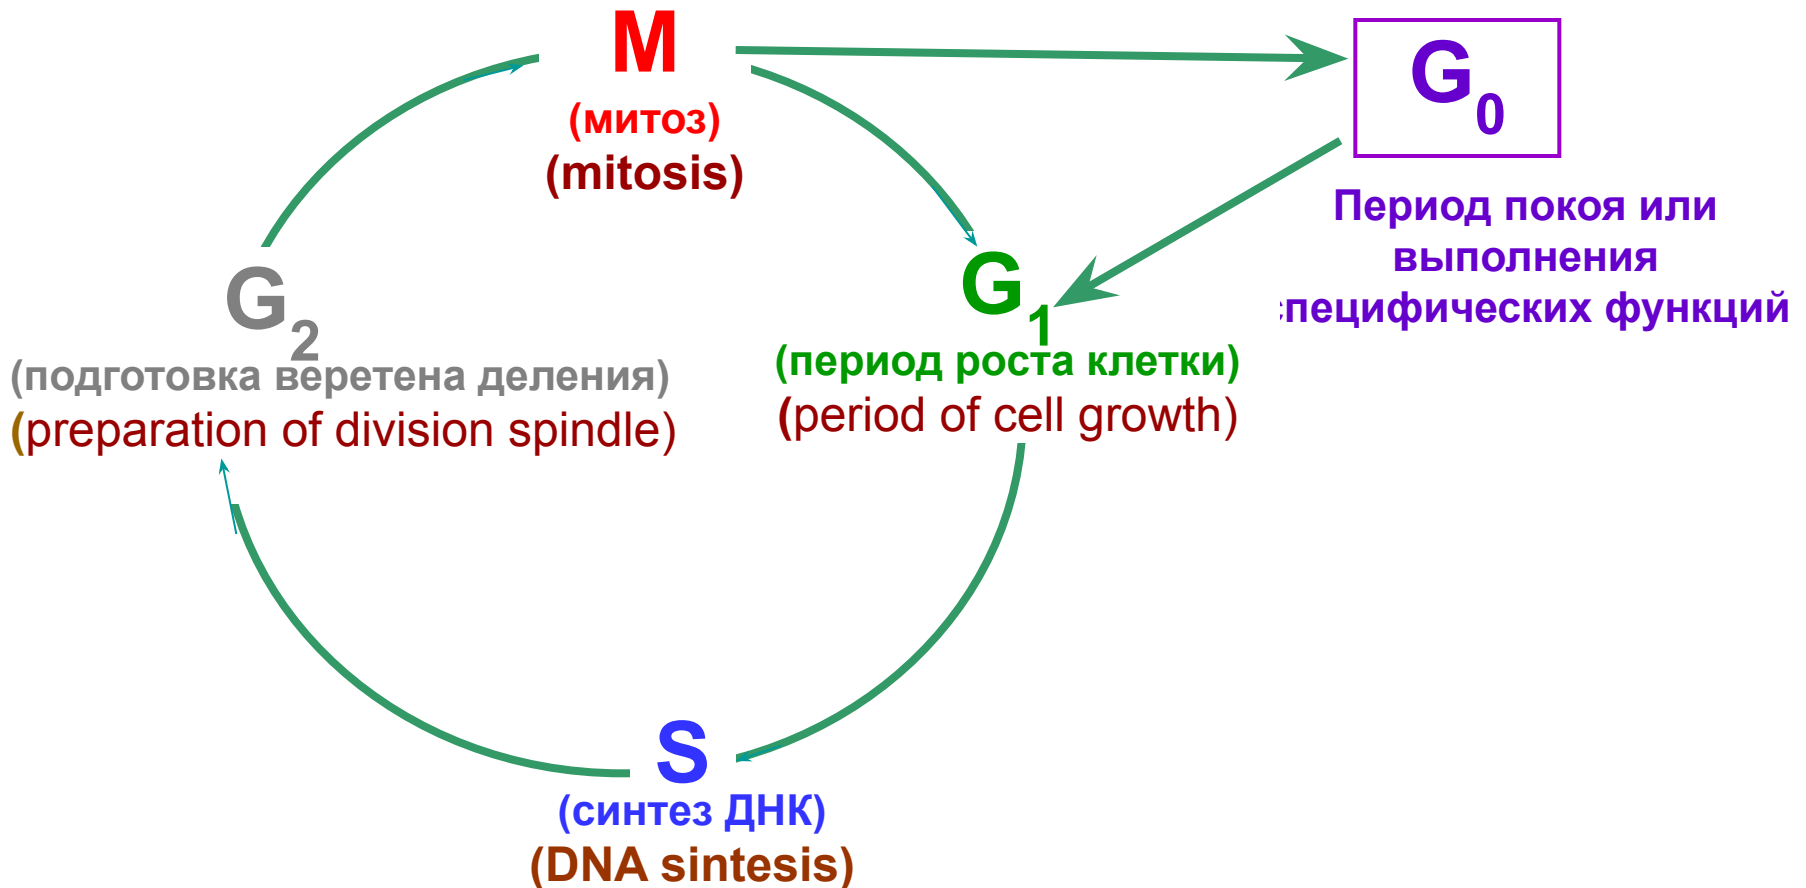 M
(митоз)
(mitosis)
G0
Период покоя или
выполнения
специфических функций
G2
(подготовка веретена деления)
(preparation of division spindle)
G1
(период роста клетки)
(period of cell growth)
S
(синтез ДНК)
(DNA sintesis)